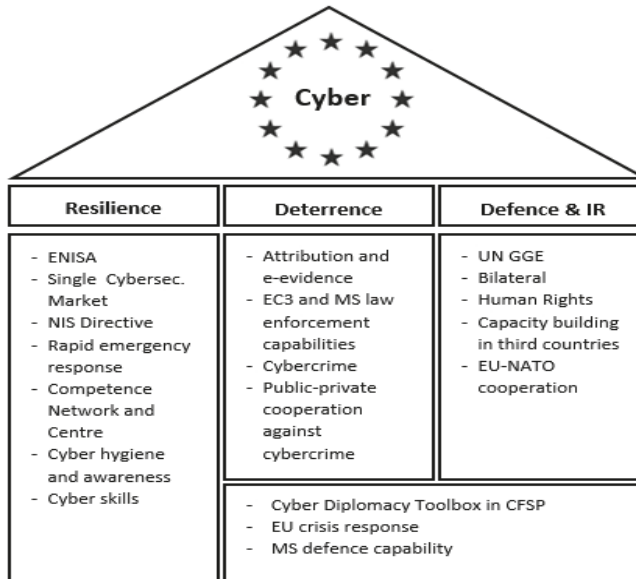 Cyber
Resilience
- ENISA
- Single Cybersec.
Market
- NIS Directive
- Rapid emergency
response
- Competence
Network and
Centre
- Cyber hygiene
and awareness
- Cyber skills
Deterrence
- Attribution and
e-evidence
- EC3 and MS law
enforcement
capabilities
- Cybercrime
- Public-private
cooperation
against
cybercrime
Defence & IR
- UN GGE
- Bilateral
- Human Rights
- Capacity building
in third countries
- EU-NATO
cooperation
- Cyber Diplomacy Toolbox in CFSP
- EU crisis response
- MS defence capability